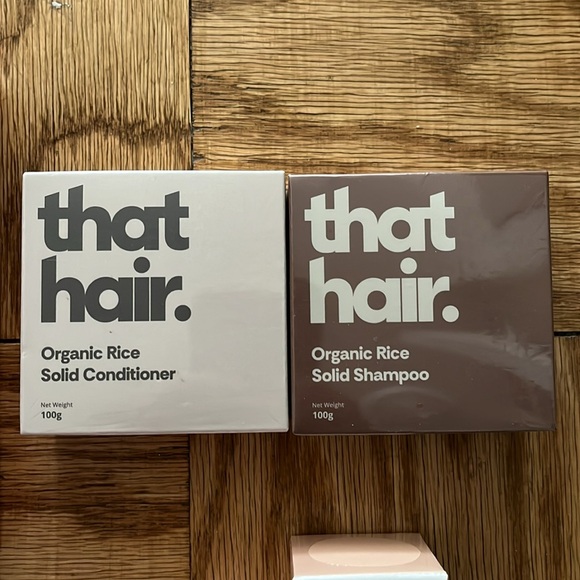 that
hair.
Organic Rice
Solid Conditioner
Net Weight
100g
that
hair.
Organic Rice
Solid Shampoo
Net Weight
100g